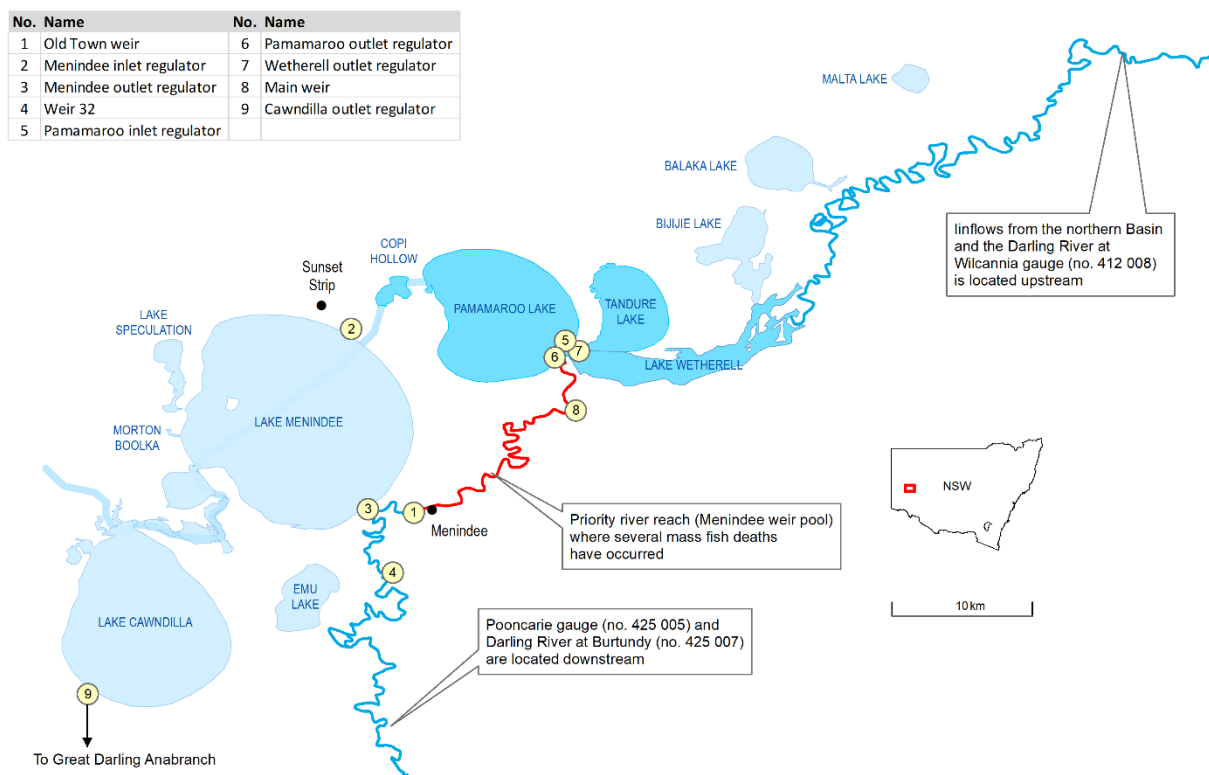 No. Name No. Name
1 Old Town weir 6 Pamamaroo outlet regulator
2 Menindee inlet regulator 7 Wetherell outlet regulator
3 Menindee outlet regulator 8 Main weir
4 Weir 32 9 Cawndilla outlet regulator
5 Pamamaroo inlet regulator
MALTA LAKE
BALAKA LAKE
BIJIJIE LAKE
Iinflows from the northern Basin
and the Darling River at
Wilcannia gauge (no. 412 008)
is located upstream
COPI
HOLLOW
Sunset
Strip
PAMAMAROO LAKE
TANDURE
LAKE
LAKE
SPECULATION
2
5
7
6
LAKE WETHERELL
8
LAKE MENINDEE
MORTON
BOOLKA
NSW
3
1
Menindee
Priority river reach (Menindee weir pool)
where several mass fish deaths
have occurred
4
EMU
LAKE
10 km
LAKE CAWNDILLA
Pooncarie gauge (no. 425 005) and
Darling River at Burtundy (no. 425 007)
are located downstream
9
To Great Darling Anabranch